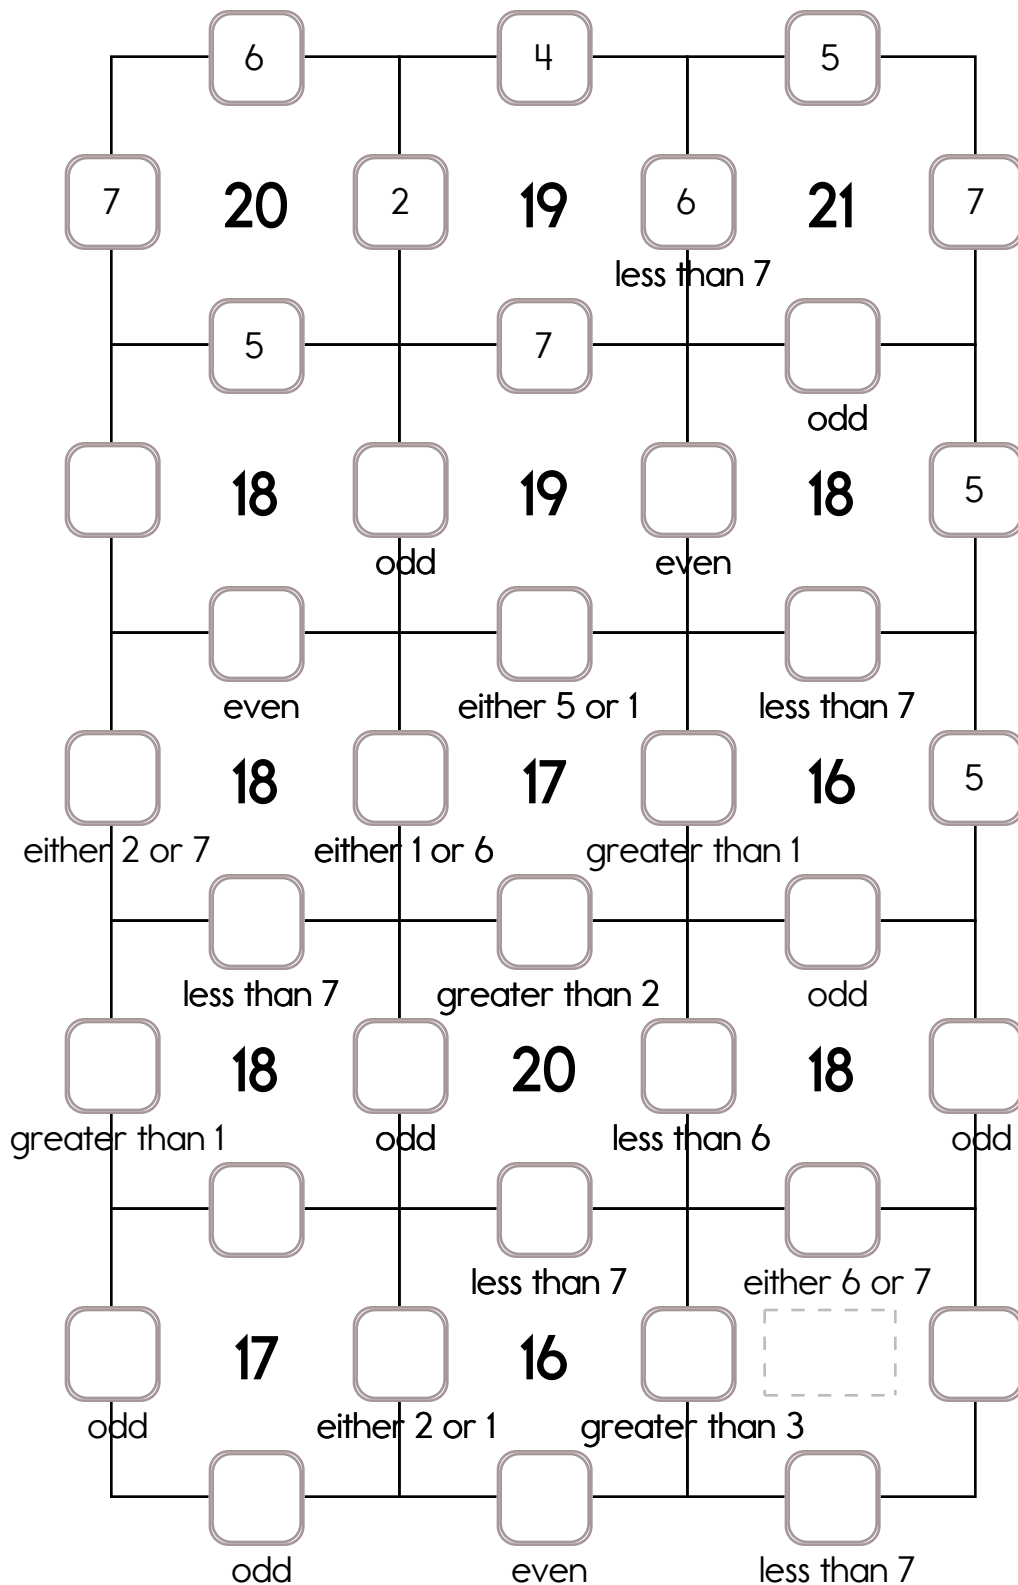 6 4 5
7 20 2 19 6 21 7
less than 7
5 7
odd
18 19 18 5
odd even
even either 5 or 1 less than 7
18 17 16 5
either 2 or 7 either 1 or 6 greater than 1
less than 7 greater than 2 odd
18 20 18
greater than 1 odd less than 6 odd
less than 7 either 6 or 7
17 16
odd either 2 or 1 greater than 3
odd even less than 7